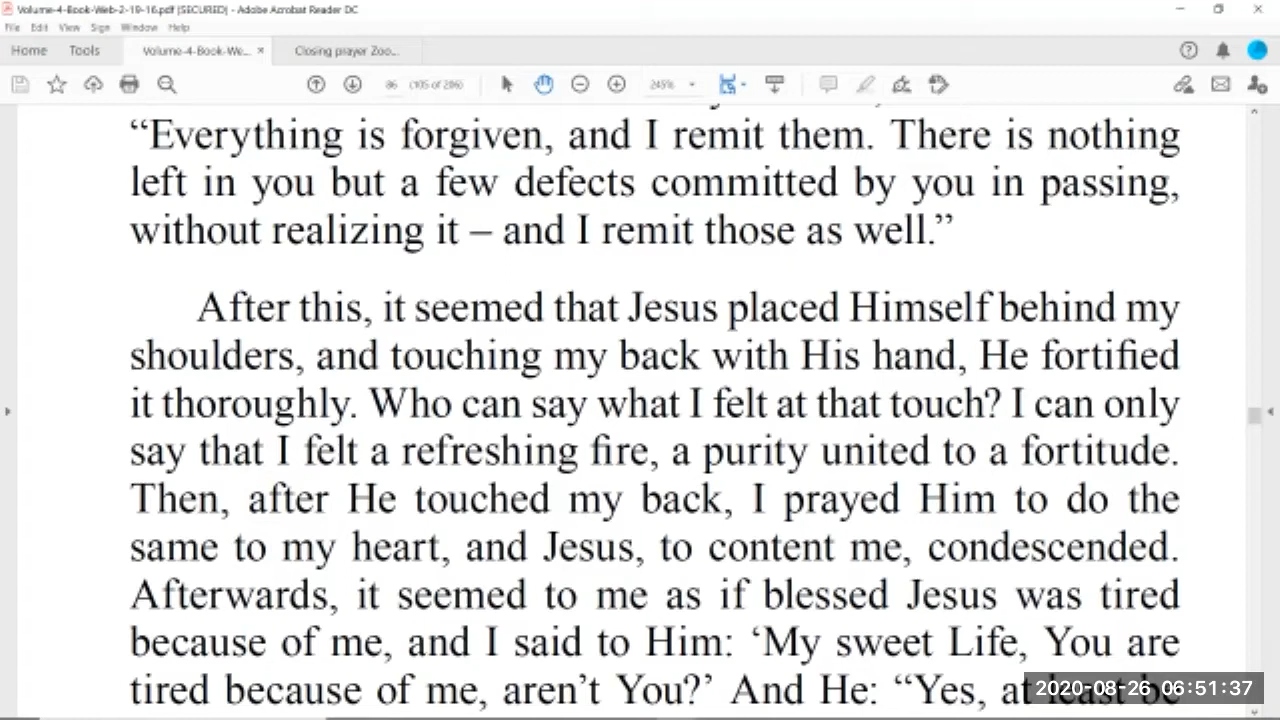 Volume-4-Book-Web-2-19-16.pdf (SECURED) - Adobe Acrobat Reader DC
File Edit View Sign Window Help
Home Tools Volume-4-Book-We... × Closing prayer Zoo...
86 (105 of 206) 245%
“Everything is forgiven, and I remit them. There is nothing
left in you but a few defects committed by you in passing,
without realizing it – and I remit those as well.”
After this, it seemed that Jesus placed Himself behind my
shoulders, and touching my back with His hand, He fortified
it thoroughly. Who can say what I felt at that touch? I can only
say that I felt a refreshing fire, a purity united to a fortitude.
Then, after He touched my back, I prayed Him to do the
same to my heart, and Jesus, to content me, condescended.
Afterwards, it seemed to me as if blessed Jesus was tired
because of me, and I said to Him: ‘My sweet Life, You are
tired because of me, aren’t You?’ And He: “Yes, at least be
2020-08-26 06:51:37